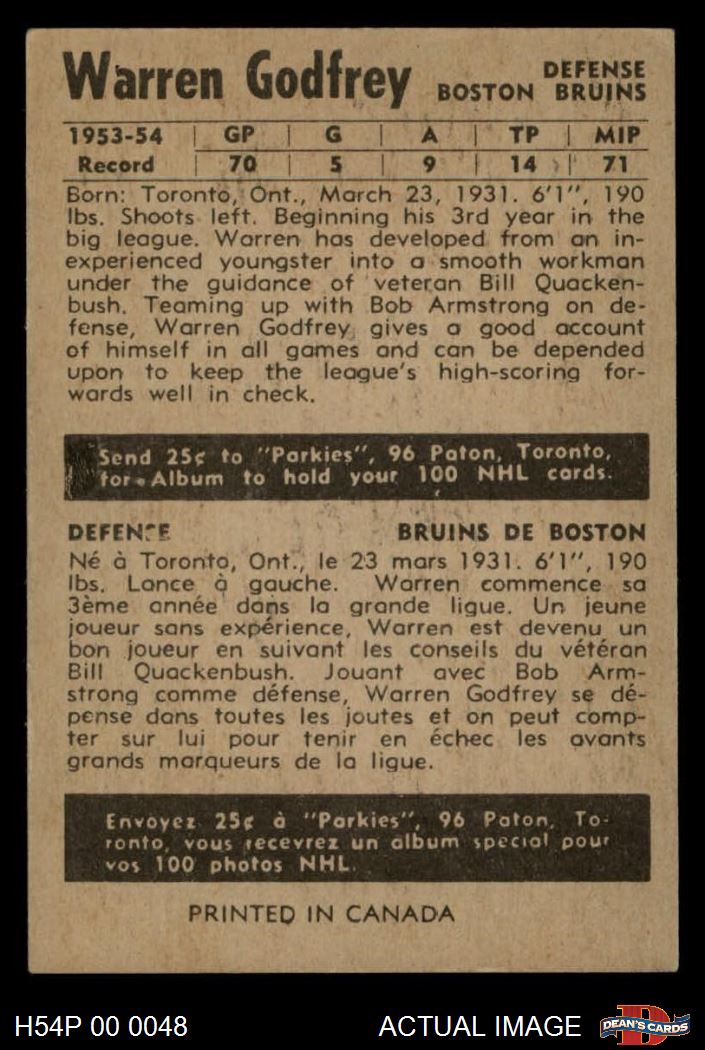 Warren Godfrey DEFENSE
BOSTON BRUINS
1953-54 | GP | G | A | TP | MIP
Record | 70 | 5 | 9 | 14 | 71
Born: Toronto, Ont., March 23, 1931. 6'1", 190
lbs. Shoots left. Beginning his 3rd year in the
big league. Warren has developed from an in-
experienced youngster into a smooth workman
under the guidance of veteran Bill Quacken-
bush. Teaming up with Bob Armstrong on de-
fense, Warren Godfrey gives a good account
of himself in all games and can be depended
upon to keep the league's high-scoring for-
wards well in check.
Send 25¢ to "Parkies", 96 Paton, Toronto,
for Album to hold your 100 NHL cards.
DEFENSE BRUINS DE BOSTON
Né à Toronto, Ont., le 23 mars 1931. 6'1", 190
lbs. Lance à gauche. Warren commence sa
3ème année dans la grande ligue. Un jeune
joueur sans expérience, Warren est devenu un
bon joueur en suivant les conseils du vétéran
Bill Quackenbush. Jouant avec Bob Arm-
strong comme défense, Warren Godfrey se dé-
pense dans toutes les joutes et on peut comp-
ter sur lui pour tenir en échec les avants
grands marqueurs de la ligue.
Envoyez 25¢ à "Parkies", 96 Paton, To-
ronto, vous recevrez un album special pour
vos 100 photos NHL.
PRINTED IN CANADA
H54P 00 0048 ACTUAL IMAGE D DEAN'S CARDS